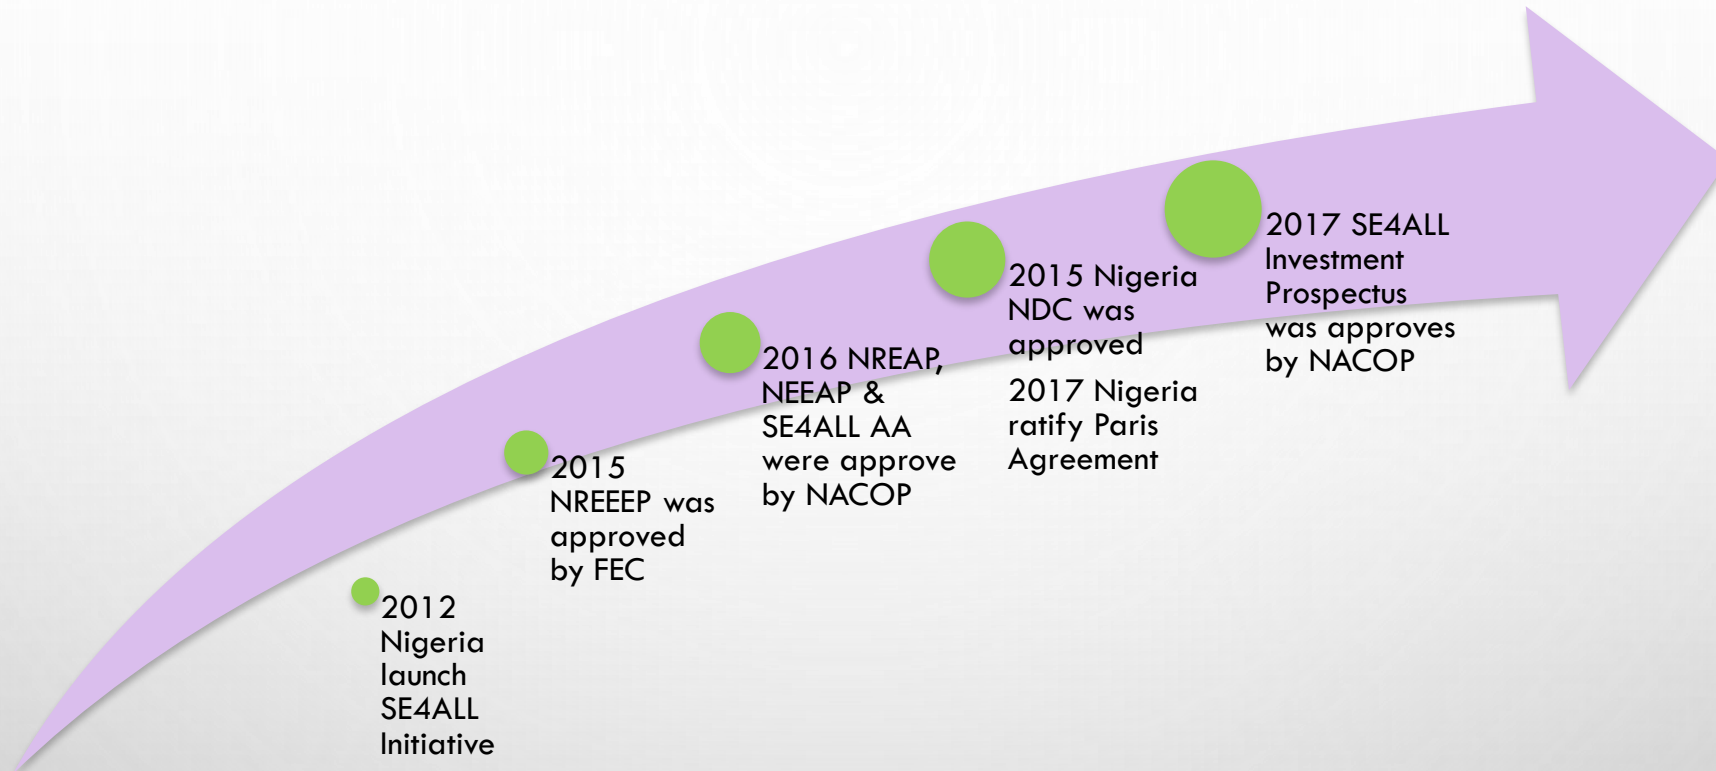 2012
Nigeria
launch
SE4ALL
Initiative
2015
NREEEP was
approved
by FEC
2016 NREAP,
NEEAP &
SE4ALL AA
were approve
by NACOP
2015 Nigeria
NDC was
approved
2017 Nigeria
ratify Paris
Agreement
2017 SE4ALL
Investment
Prospectus
was approves
by NACOP